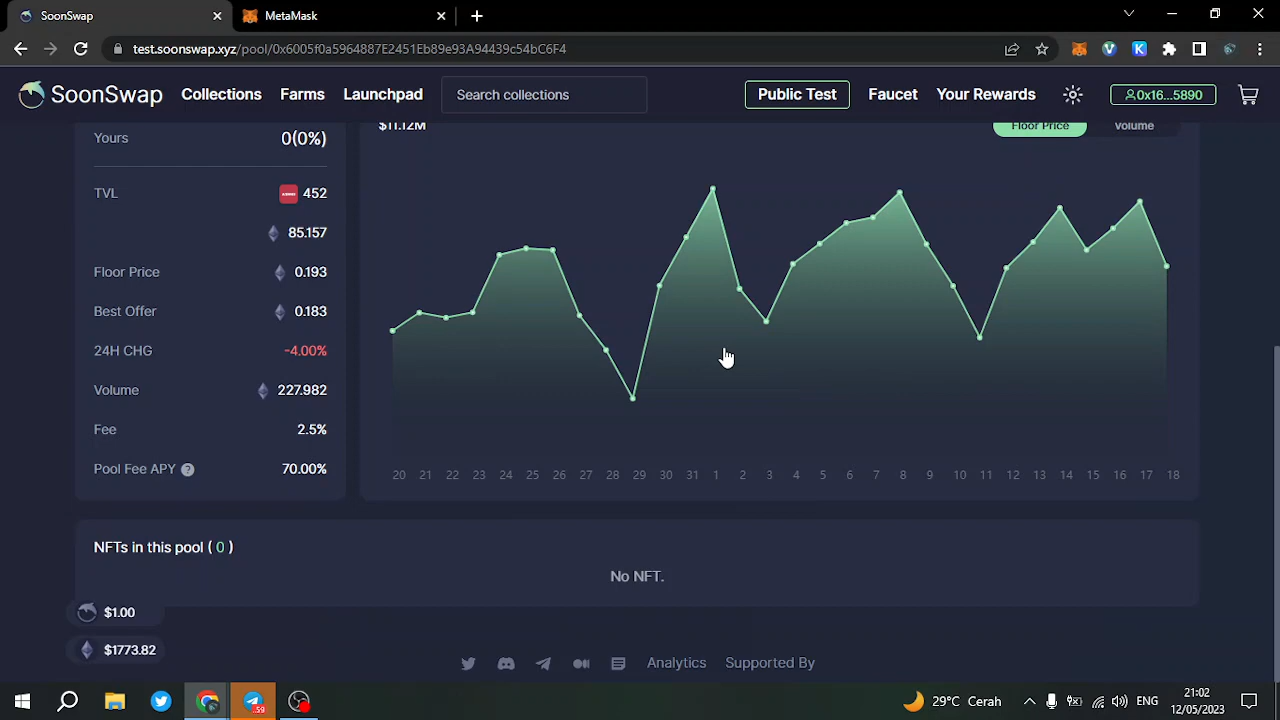 SoonSwap
MetaMask
test.soonswap.xyz/pool/0x6005f0a5964887E2451Eb89e93A94439c54bC6F4
SoonSwap Collections Farms Launchpad Search collections Public Test Faucet Your Rewards 0x16...5890
Yours 0(0%)
TVL 452
85.157
Floor Price 0.193
Best Offer 0.183
24H CHG -4.00%
Volume 227.982
Fee 2.5%
Pool Fee APY ? 70.00%
$11.12M
Floor Price Volume
20 21 22 23 24 25 26 27 28 29 30 31 1 2 3 4 5 6 7 8 9 10 11 12 13 14 15 16 17 18
NFTs in this pool ( 0 )
No NFT.
$1.00
$1773.82
Analytics Supported By
59
29° Cerah
ENG
21:02
12/05/2023